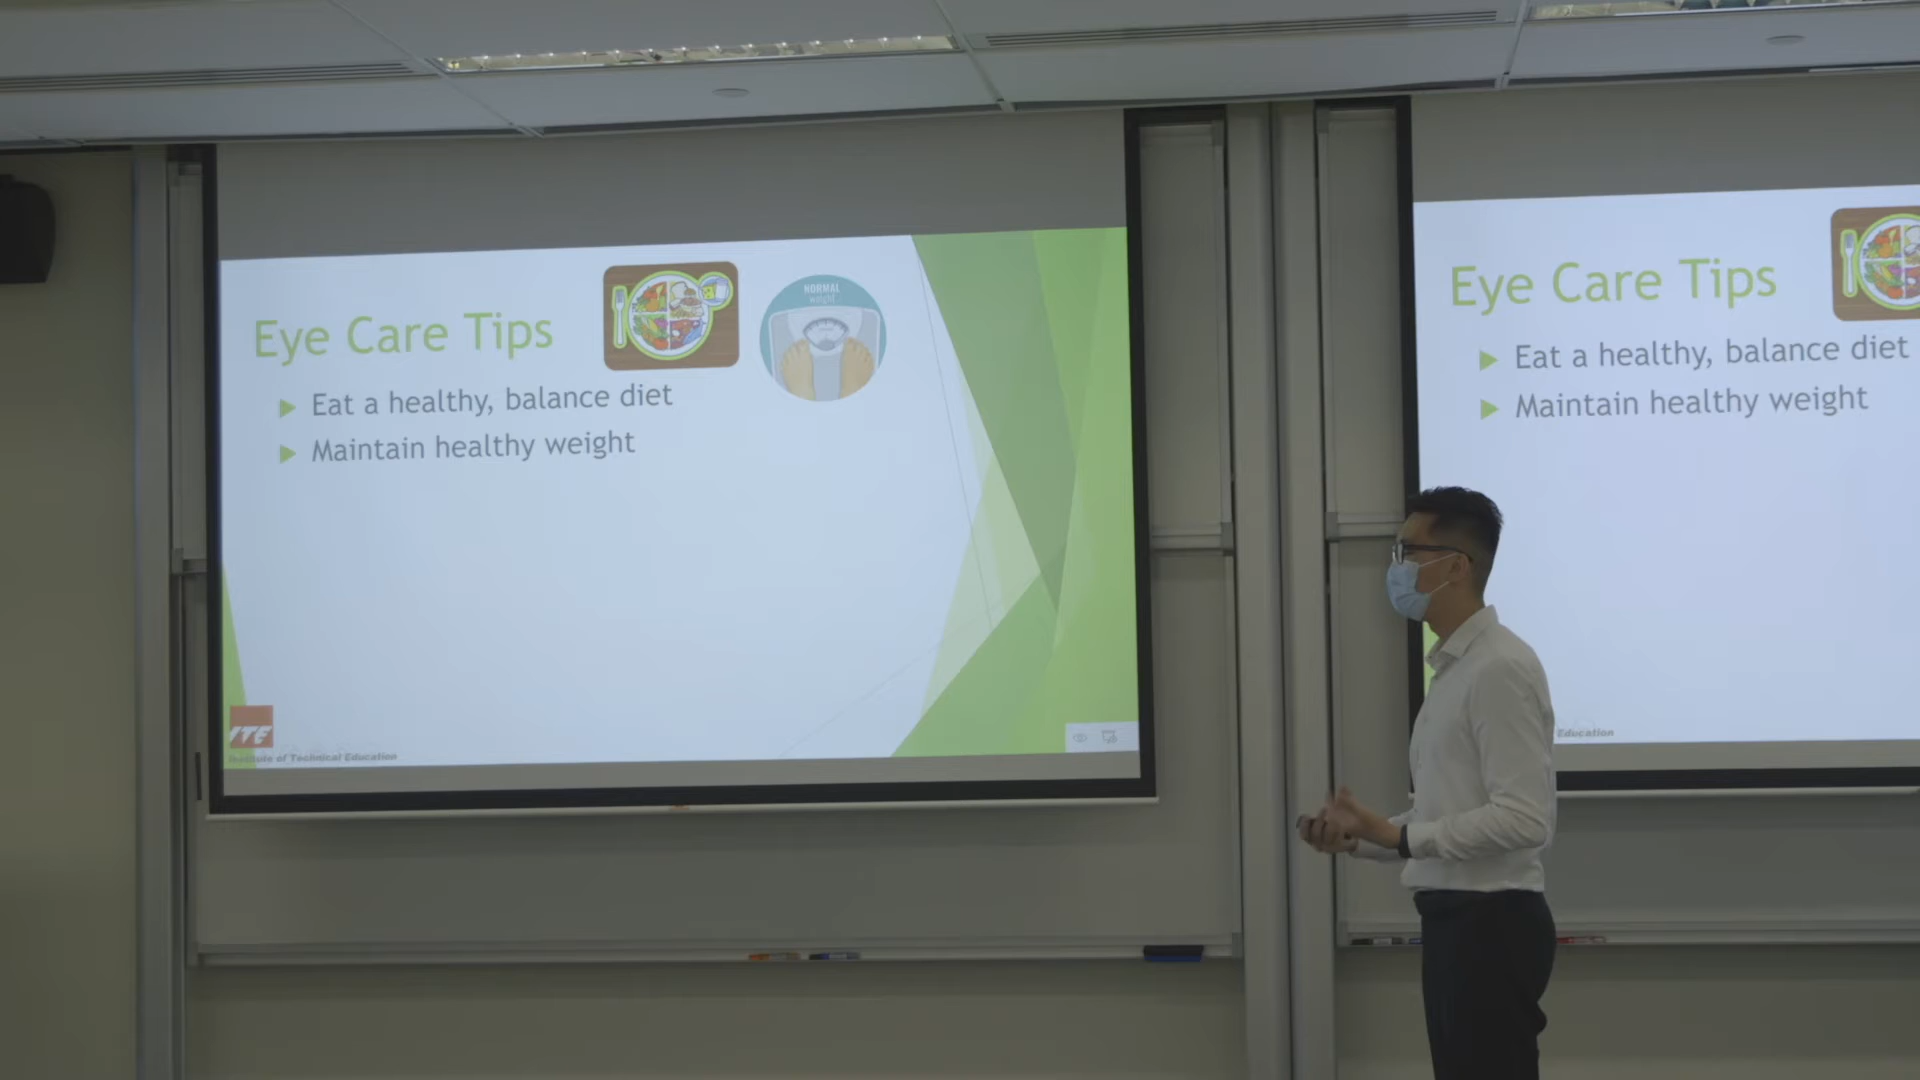 Eye Care Tips
NORMAL
weight
Eat a healthy, balance diet
Maintain healthy weight
ITE
Institute of Technical Education
Eye Care Tips
Eat a healthy, balance diet
Maintain healthy weight
Education